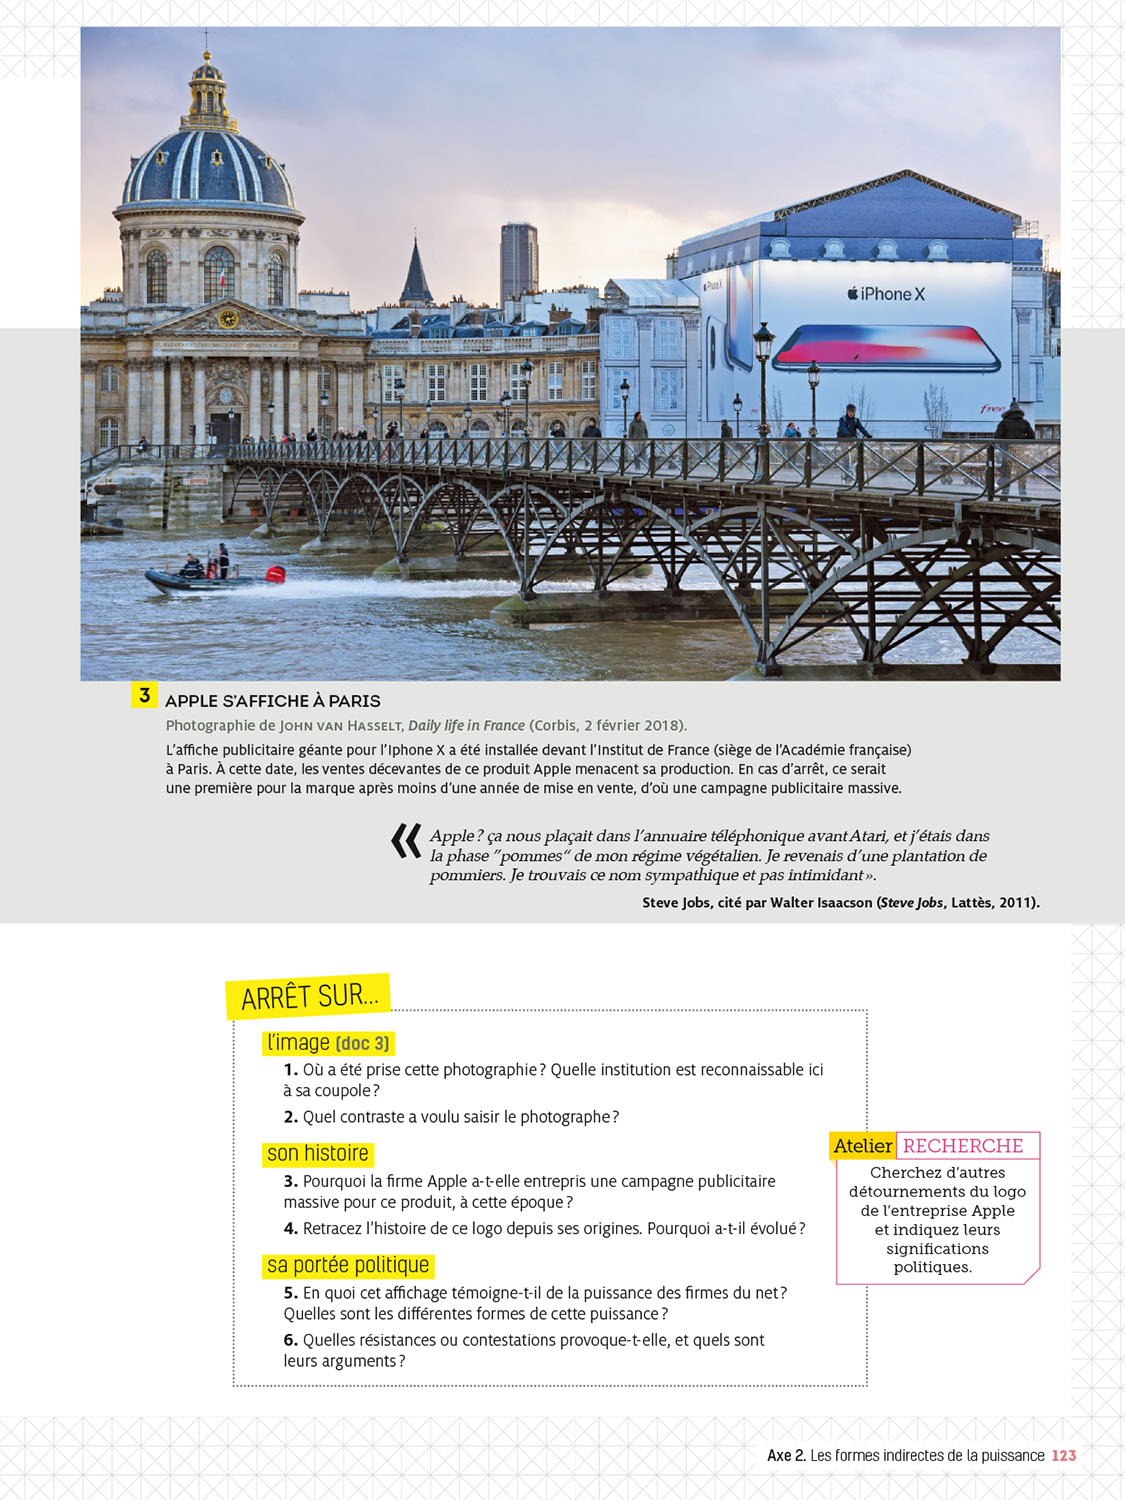 iPhone X
iPhone X
free
3 APPLE S'AFFICHE À PARIS
Photographie de John van Hasselt, Daily life in France (Corbis, 2 février 2018).
L'affiche publicitaire géante pour l'Iphone X a été installée devant l'Institut de France (siège de l'Académie française)
à Paris. À cette date, les ventes décevantes de ce produit Apple menacent sa production. En cas d'arrêt, ce serait
une première pour la marque après moins d'une année de mise en vente, d'où une campagne publicitaire massive.
« Apple ? ça nous plaçait dans l'annuaire téléphonique avant Atari, et j'étais dans
la phase "pommes" de mon régime végétalien. Je revenais d'une plantation de
pommiers. Je trouvais ce nom sympathique et pas intimidant ».
Steve Jobs, cité par Walter Isaacson (Steve Jobs, Lattès, 2011).
ARRÊT SUR...
l'image (doc 3)
1. Où a été prise cette photographie ? Quelle institution est reconnaissable ici
à sa coupole ?
2. Quel contraste a voulu saisir le photographe ?
son histoire
3. Pourquoi la firme Apple a-t-elle entrepris une campagne publicitaire
massive pour ce produit, à cette époque ?
4. Retracez l'histoire de ce logo depuis ses origines. Pourquoi a-t-il évolué ?
sa portée politique
5. En quoi cet affichage témoigne-t-il de la puissance des firmes du net ?
Quelles sont les différentes formes de cette puissance ?
6. Quelles résistances ou contestations provoque-t-elle, et quels sont
leurs arguments ?
Atelier RECHERCHE
Cherchez d'autres
détournements du logo
de l'entreprise Apple
et indiquez leurs
significations
politiques.
Axe 2. Les formes indirectes de la puissance 123